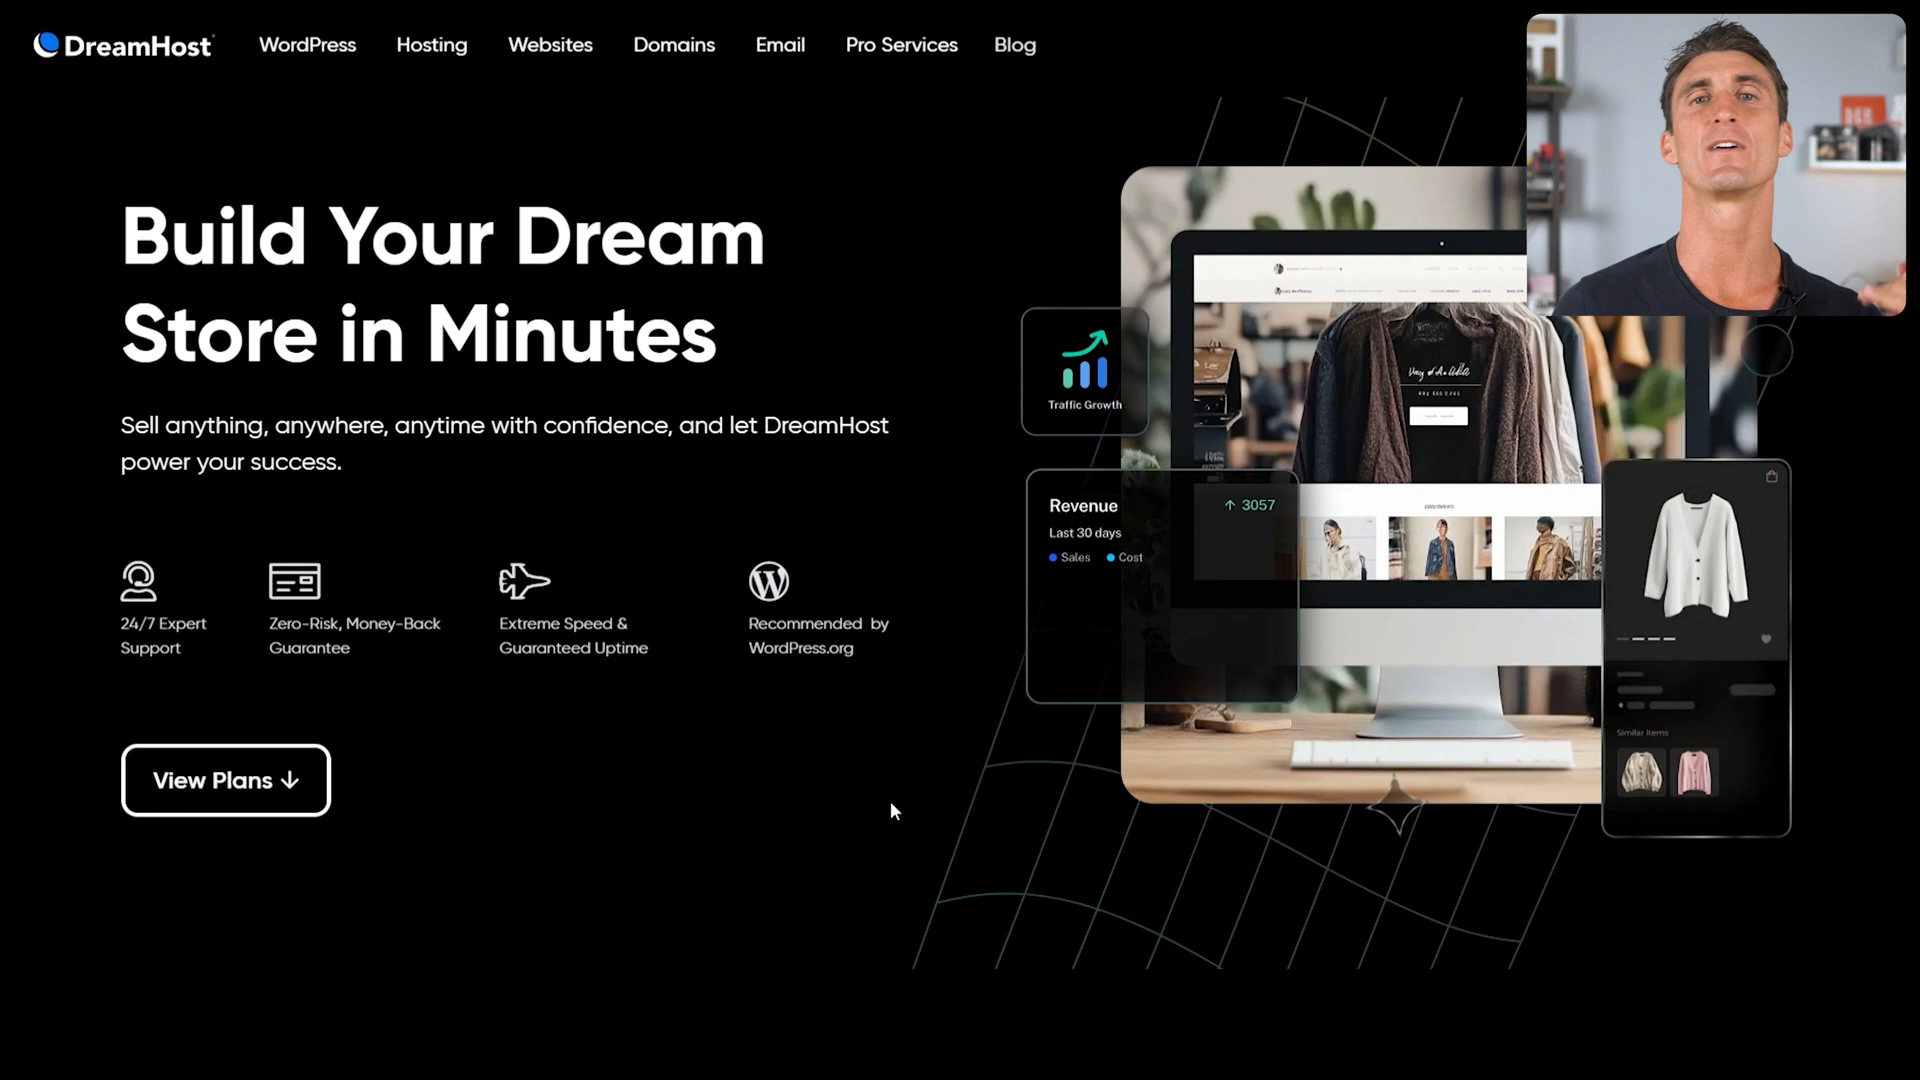 DreamHost
WordPress
Hosting
Websites
Domains
Email
Pro Services
Blog
Build Your Dream
Store in Minutes
Sell anything, anywhere, anytime with confidence, and let DreamHost
power your success.
24/7 Expert
Support
Zero-Risk, Money-Back
Guarantee
Extreme Speed &
Guaranteed Uptime
Recommended by
WordPress.org
View Plans ↓
Traffic Growth
Revenue
↑ 3057
Last 30 days
Sales
Cost
Similar Items